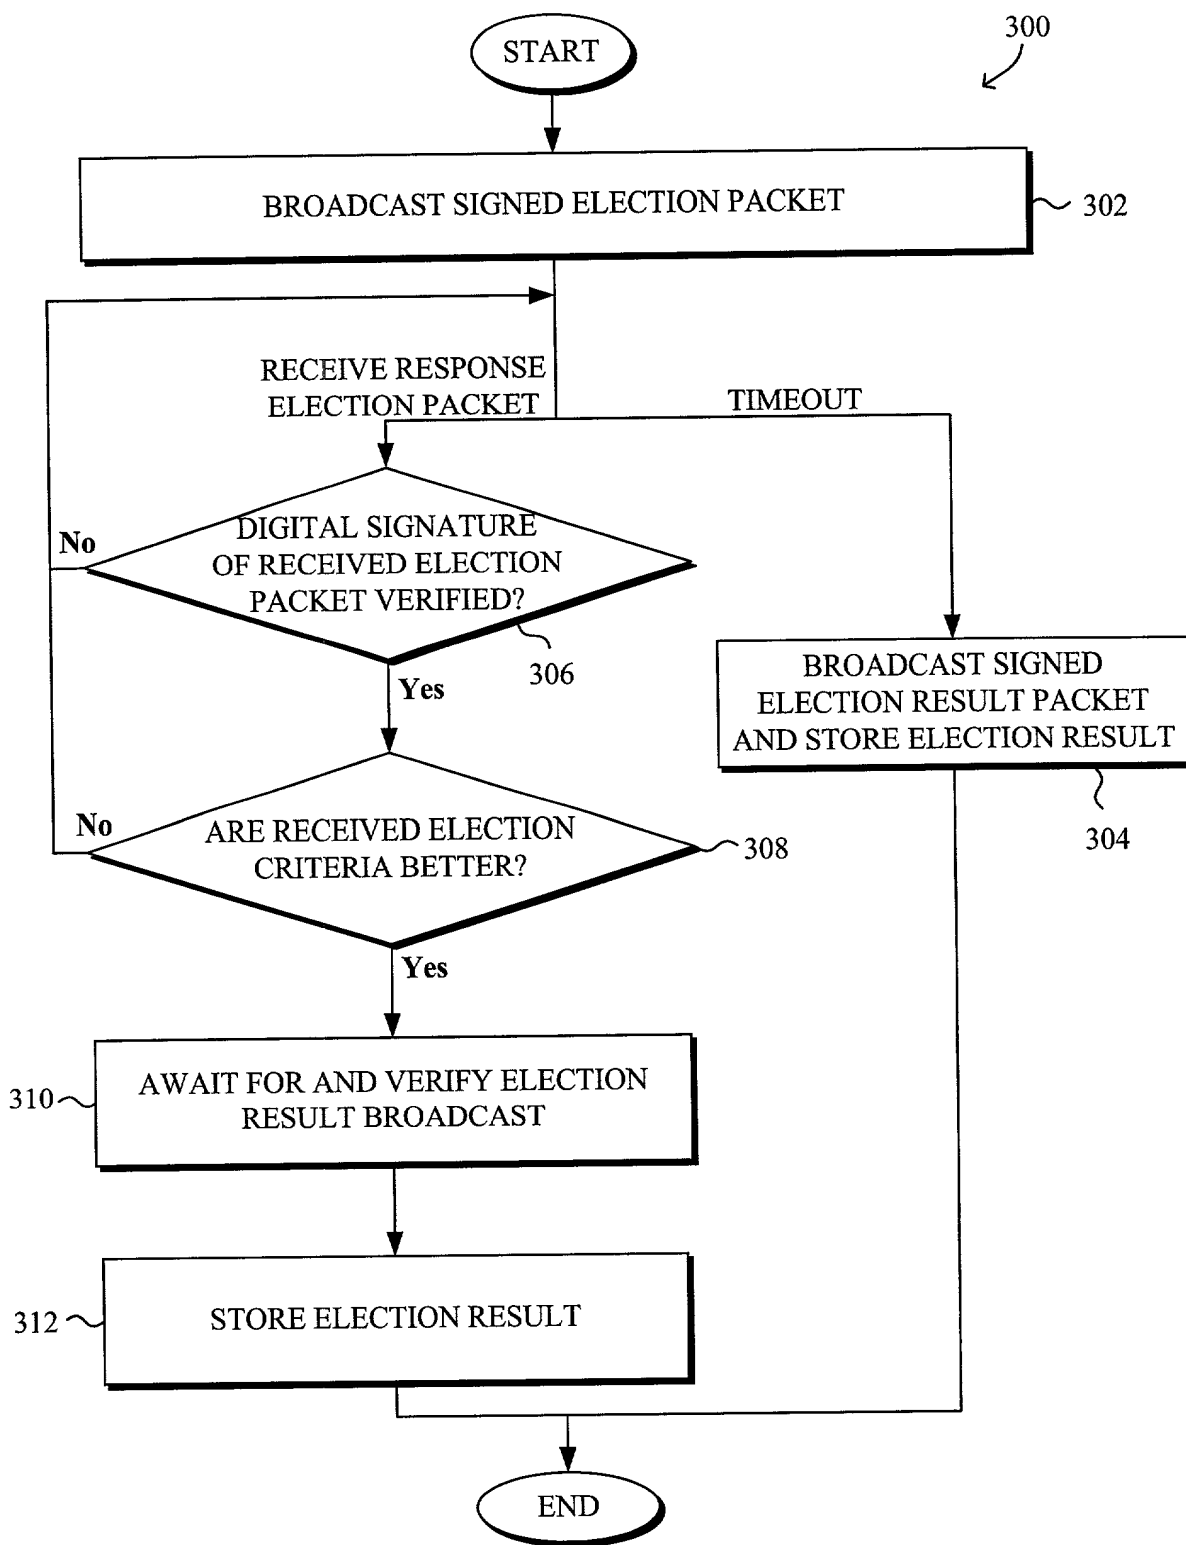 START
300
BROADCAST SIGNED ELECTION PACKET
302
RECEIVE RESPONSE
ELECTION PACKET
TIMEOUT
No
DIGITAL SIGNATURE
OF RECEIVED ELECTION
PACKET VERIFIED?
306
Yes
BROADCAST SIGNED
ELECTION RESULT PACKET
AND STORE ELECTION RESULT
304
No
ARE RECEIVED ELECTION
CRITERIA BETTER?
308
Yes
310
AWAIT FOR AND VERIFY ELECTION
RESULT BROADCAST
312
STORE ELECTION RESULT
END